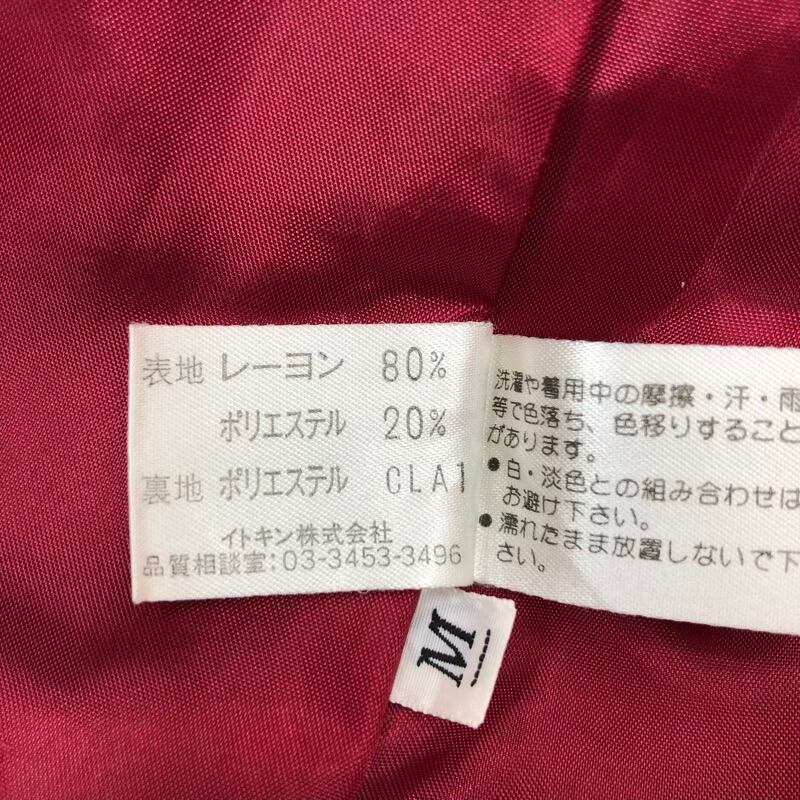 表地 レーヨン 80%
ポリエステル 20%
裏地 ポリエステル CLA1
イトキン株式会社
品質相談室:03-3453-3496
洗濯や着用中の摩擦・汗・雨
等で色落ち、色移りすること
があります。
●白・淡色との組み合わせは
お避け下さい。
●濡れたまま放置しないで下
さい。
M